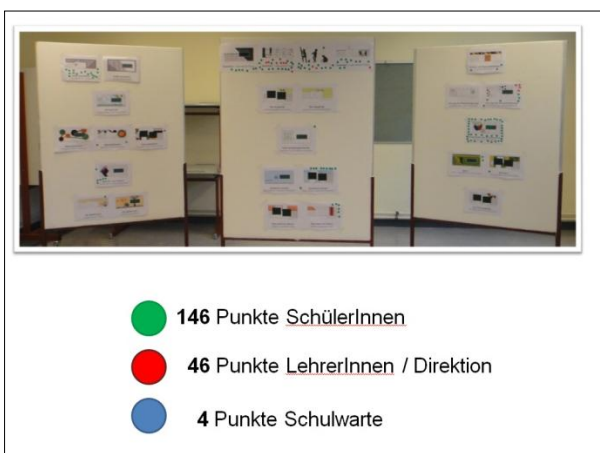 146 Punkte SchülerInnen
46 Punkte LehrerInnen / Direktion
4 Punkte Schulwarte